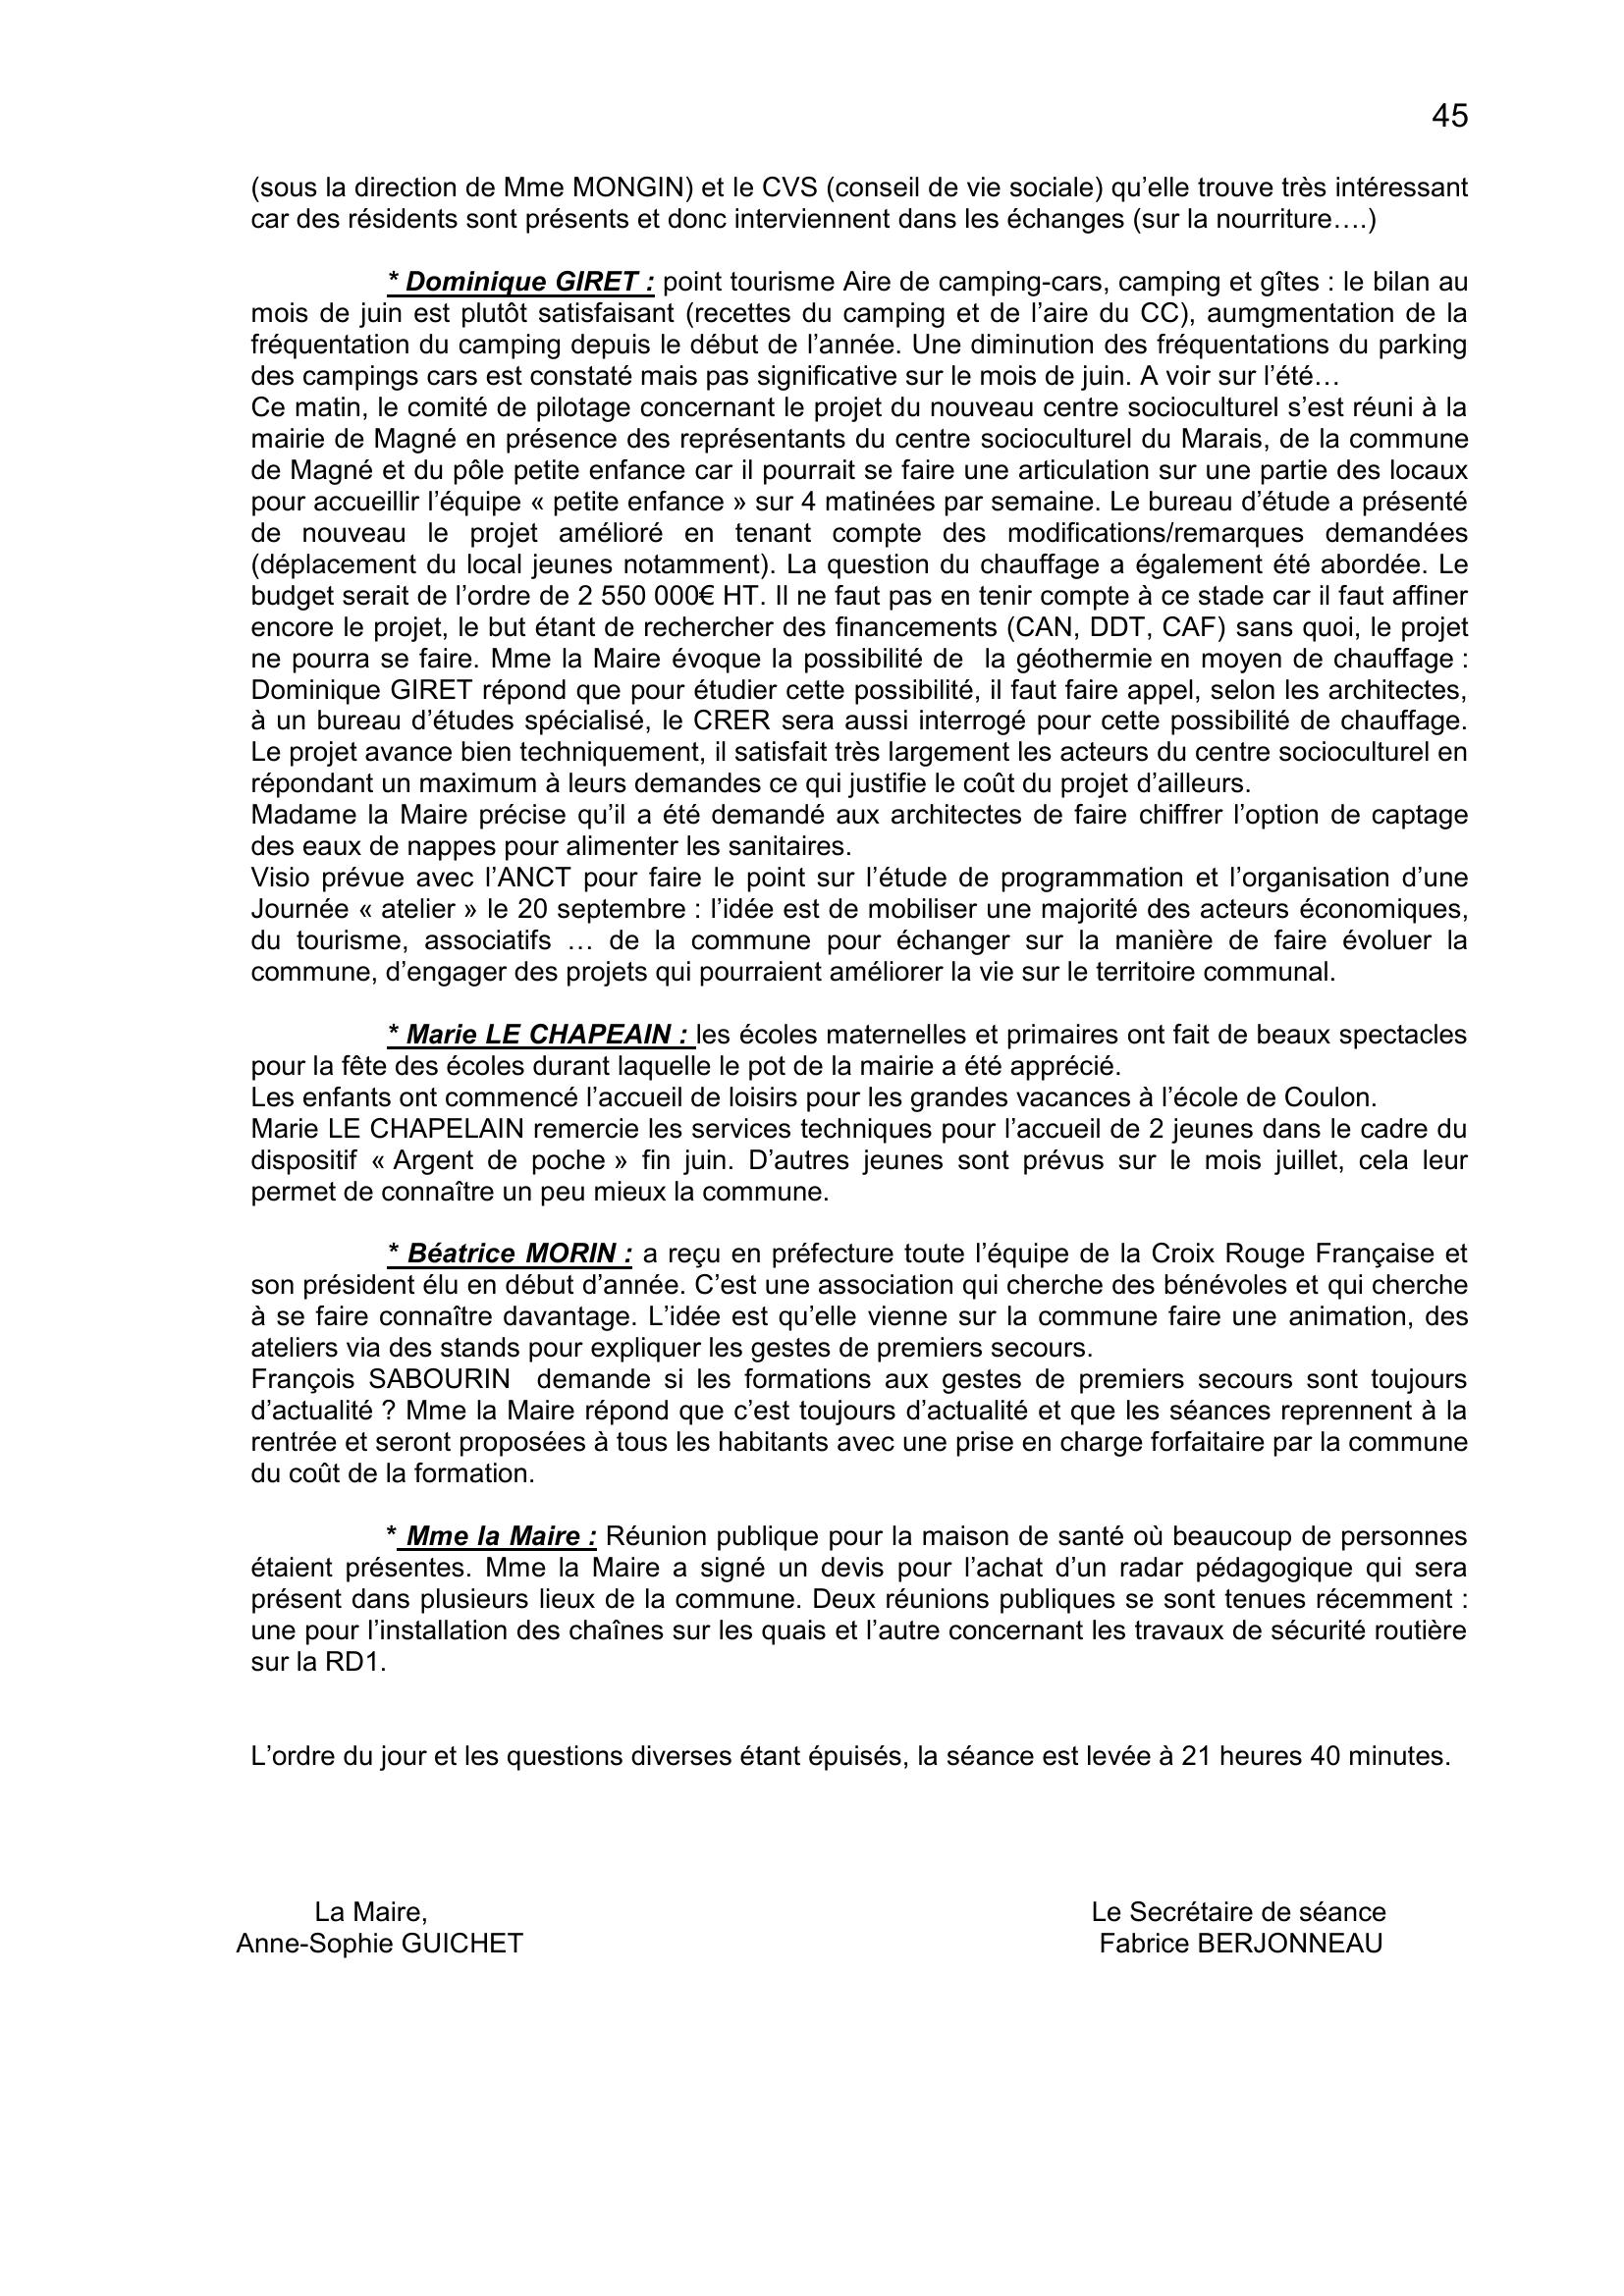 45
(sous la direction de Mme MONGIN) et le CVS (conseil de vie sociale) qu’elle trouve très intéressant
car des résidents sont présents et donc interviennent dans les échanges (sur la nourriture….)
* Dominique GIRET : point tourisme Aire de camping-cars, camping et gîtes : le bilan au
mois de juin est plutôt satisfaisant (recettes du camping et de l’aire du CC), aumgmentation de la
fréquentation du camping depuis le début de l’année. Une diminution des fréquentations du parking
des campings cars est constaté mais pas significative sur le mois de juin. A voir sur l’été…
Ce matin, le comité de pilotage concernant le projet du nouveau centre socioculturel s’est réuni à la
mairie de Magné en présence des représentants du centre socioculturel du Marais, de la commune
de Magné et du pôle petite enfance car il pourrait se faire une articulation sur une partie des locaux
pour accueillir l’équipe « petite enfance » sur 4 matinées par semaine. Le bureau d’étude a présenté
de nouveau le projet amélioré en tenant compte des modifications/remarques demandées
(déplacement du local jeunes notamment). La question du chauffage a également été abordée. Le
budget serait de l’ordre de 2 550 000€ HT. Il ne faut pas en tenir compte à ce stade car il faut affiner
encore le projet, le but étant de rechercher des financements (CAN, DDT, CAF) sans quoi, le projet
ne pourra se faire. Mme la Maire évoque la possibilité de  la géothermie en moyen de chauffage :
Dominique GIRET répond que pour étudier cette possibilité, il faut faire appel, selon les architectes,
à un bureau d’études spécialisé, le CRER sera aussi interrogé pour cette possibilité de chauffage.
Le projet avance bien techniquement, il satisfait très largement les acteurs du centre socioculturel en
répondant un maximum à leurs demandes ce qui justifie le coût du projet d’ailleurs.
Madame la Maire précise qu’il a été demandé aux architectes de faire chiffrer l’option de captage
des eaux de nappes pour alimenter les sanitaires.
Visio prévue avec l’ANCT pour faire le point sur l’étude de programmation et l’organisation d’une
Journée « atelier » le 20 septembre : l’idée est de mobiliser une majorité des acteurs économiques,
du tourisme, associatifs … de la commune pour échanger sur la manière de faire évoluer la
commune, d’engager des projets qui pourraient améliorer la vie sur le territoire communal.
* Marie LE CHAPEAIN : les écoles maternelles et primaires ont fait de beaux spectacles
pour la fête des écoles durant laquelle le pot de la mairie a été apprécié.
Les enfants ont commencé l’accueil de loisirs pour les grandes vacances à l’école de Coulon.
Marie LE CHAPELAIN remercie les services techniques pour l’accueil de 2 jeunes dans le cadre du
dispositif « Argent de poche » fin juin. D’autres jeunes sont prévus sur le mois juillet, cela leur
permet de connaître un peu mieux la commune.
* Béatrice MORIN : a reçu en préfecture toute l’équipe de la Croix Rouge Française et
son président élu en début d’année. C’est une association qui cherche des bénévoles et qui cherche
à se faire connaître davantage. L’idée est qu’elle vienne sur la commune faire une animation, des
ateliers via des stands pour expliquer les gestes de premiers secours.
François SABOURIN  demande si les formations aux gestes de premiers secours sont toujours
d’actualité ? Mme la Maire répond que c’est toujours d’actualité et que les séances reprennent à la
rentrée et seront proposées à tous les habitants avec une prise en charge forfaitaire par la commune
du coût de la formation.
* Mme la Maire : Réunion publique pour la maison de santé où beaucoup de personnes
étaient présentes. Mme la Maire a signé un devis pour l’achat d’un radar pédagogique qui sera
présent dans plusieurs lieux de la commune. Deux réunions publiques se sont tenues récemment :
une pour l’installation des chaînes sur les quais et l’autre concernant les travaux de sécurité routière
sur la RD1.
L’ordre du jour et les questions diverses étant épuisés, la séance est levée à 21 heures 40 minutes.
La Maire, Le Secrétaire de séance
Anne-Sophie GUICHET Fabrice BERJONNEAU